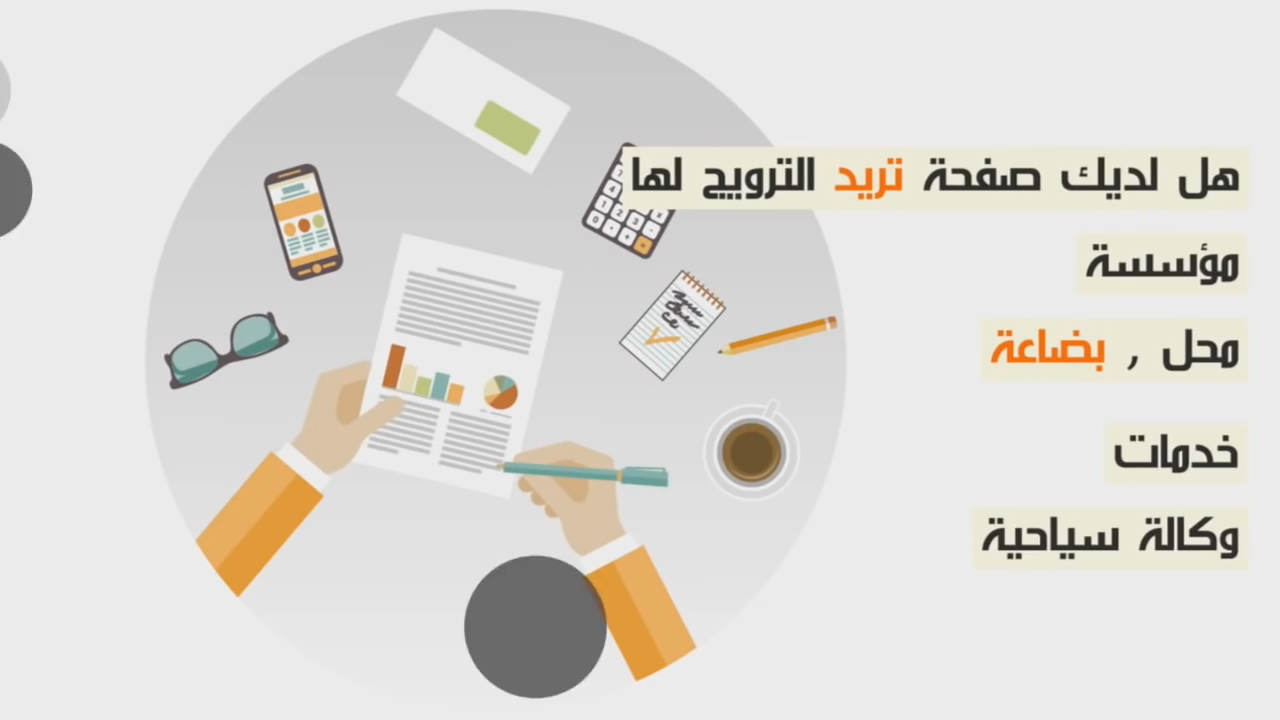 هل لديك صفحة تريد الترويج لها
مؤسسة
محل , بضاعة
خدمات
وكالة سياحية